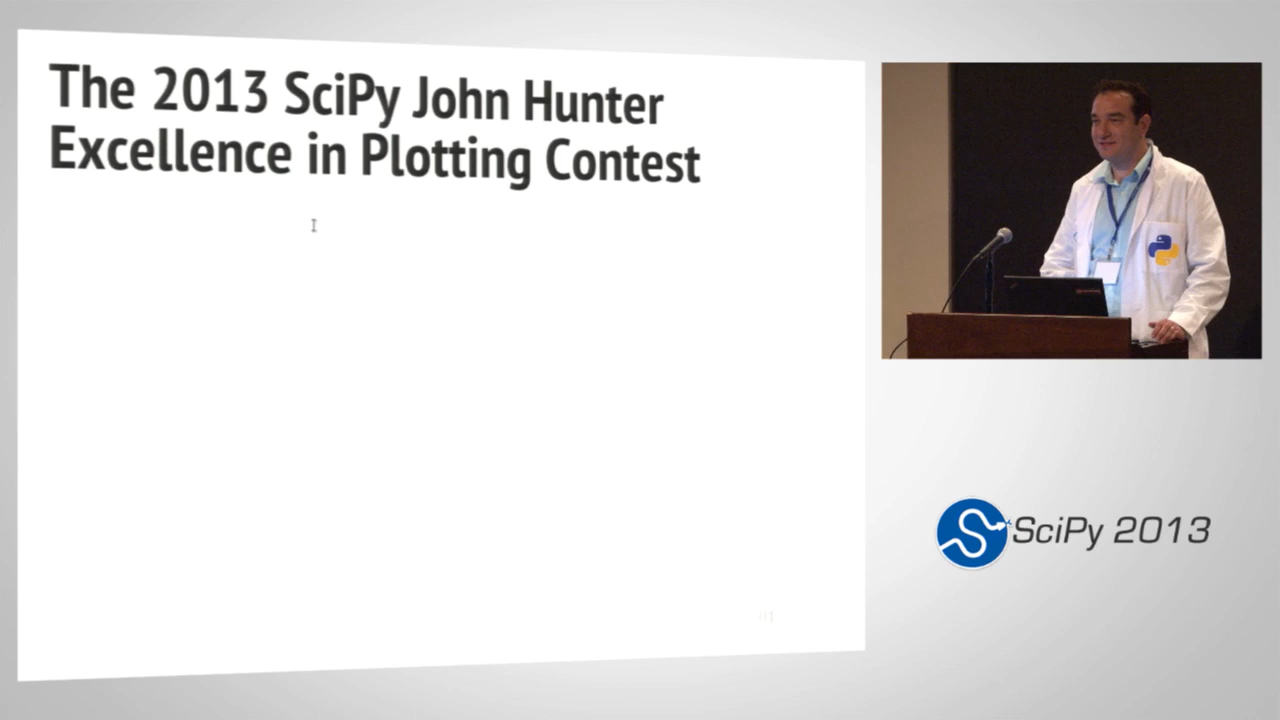 The 2013 SciPy John Hunter
Excellence in Plotting Contest
SciPy 2013